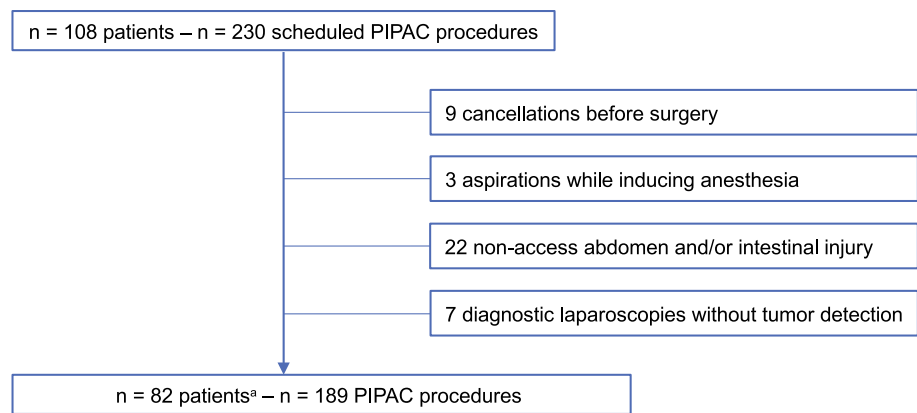 n = 108 patients – n = 230 scheduled PIPAC procedures
9 cancellations before surgery
3 aspirations while inducing anesthesia
22 non-access abdomen and/or intestinal injury
7 diagnostic laparoscopies without tumor detection
n = 82 patientsᵃ – n = 189 PIPAC procedures